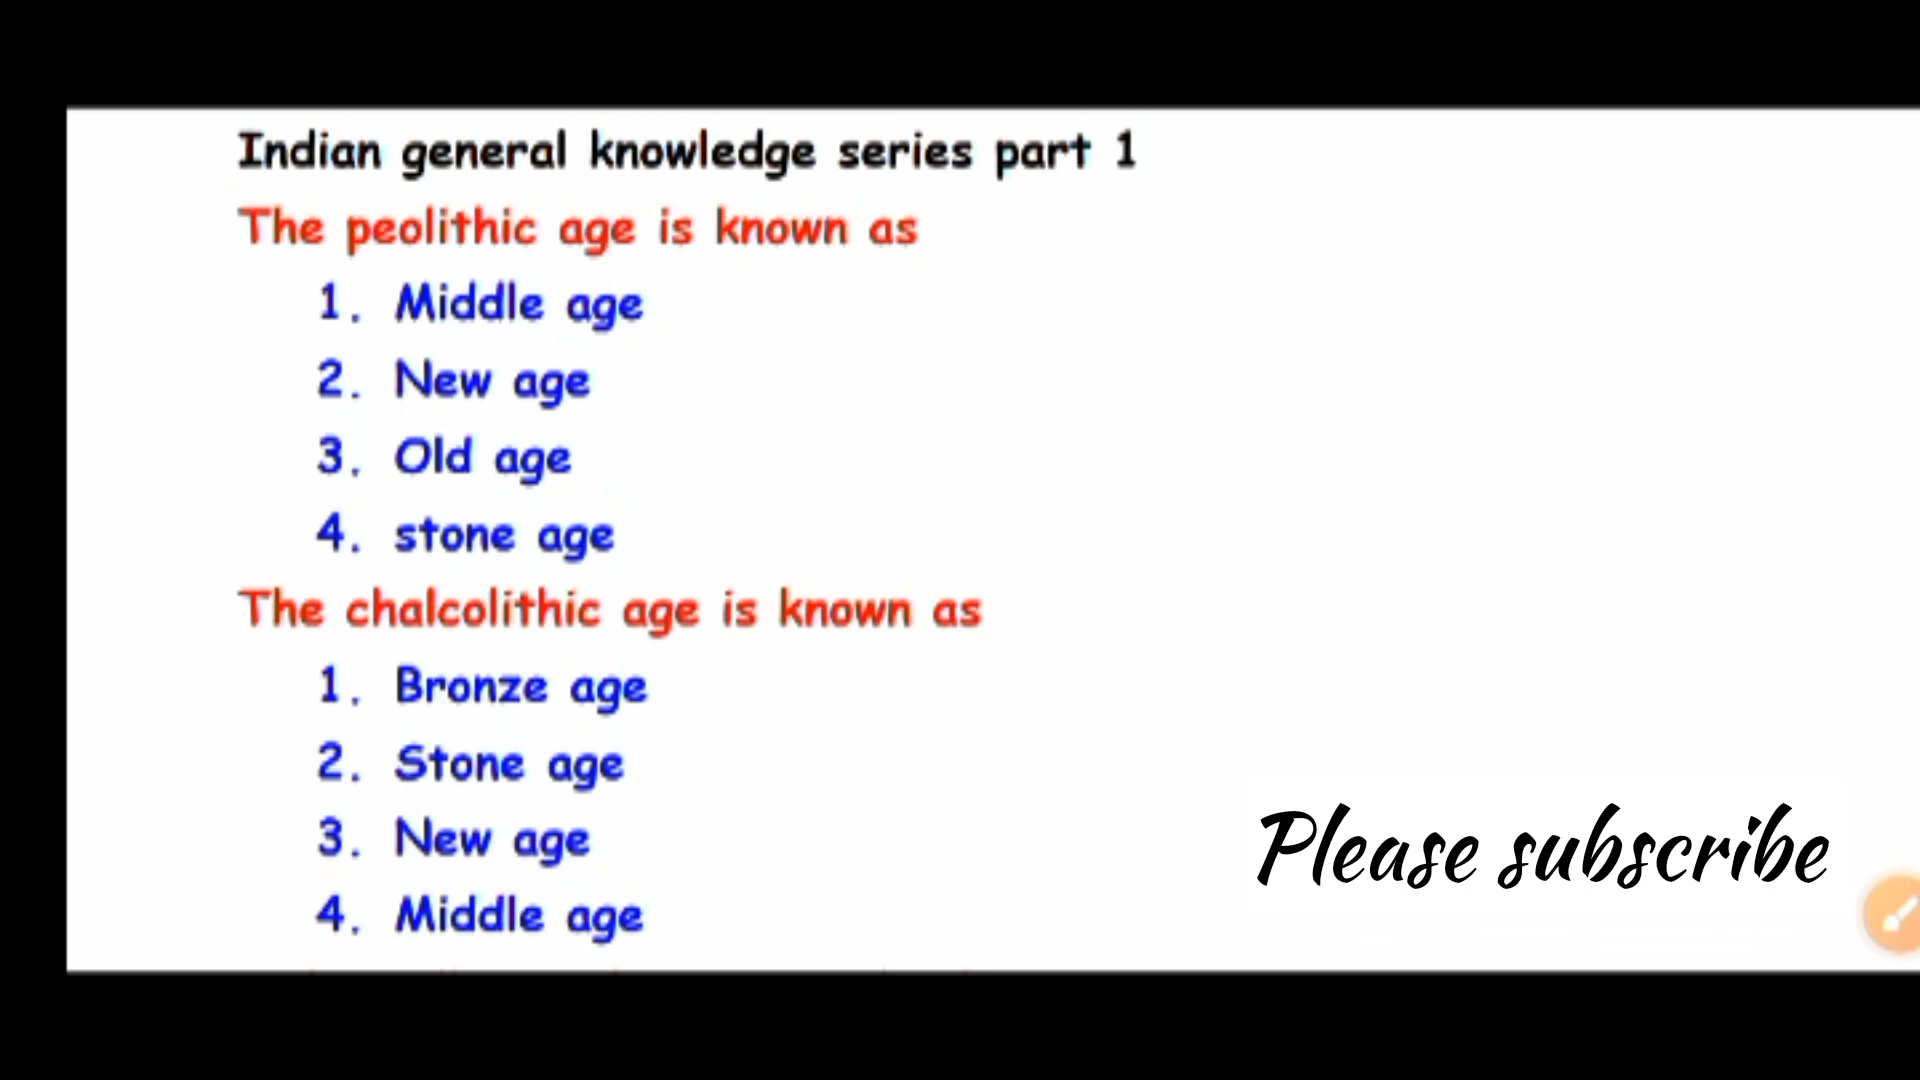 Indian general knowledge series part 1
The peolithic age is known as
1. Middle age
2. New age
3. Old age
4. stone age
The chalcolithic age is known as
1. Bronze age
2. Stone age
3. New age
4. Middle age
Please subscribe